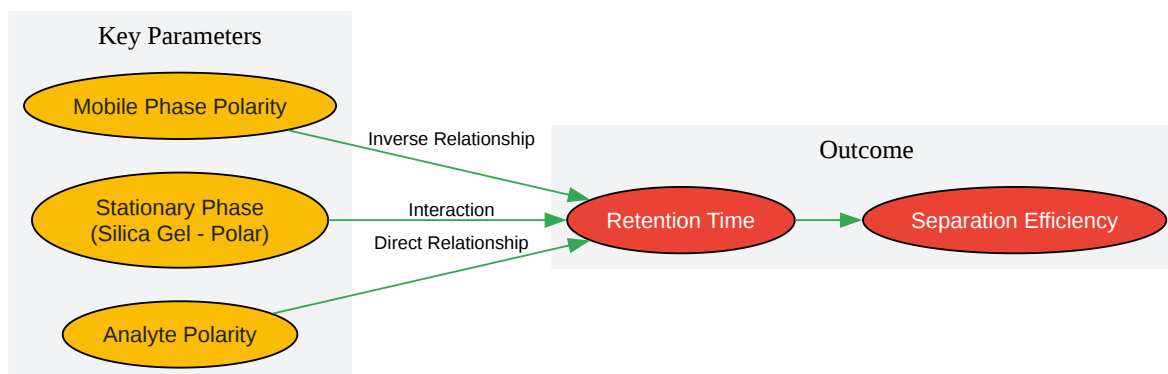 Key Parameters
Mobile Phase Polarity
Stationary Phase
(Silica Gel - Polar)
Analyte Polarity
Inverse Relationship
Interaction
Direct Relationship
Outcome
Retention Time
Separation Efficiency